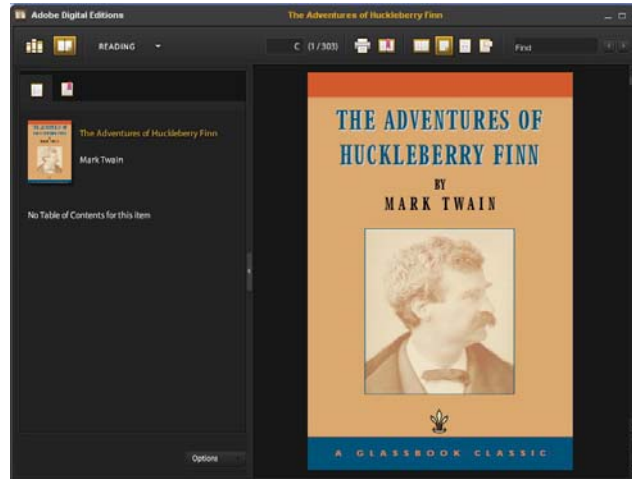 Adobe Digital Editions The Adventures of Huckleberry Finn
READING C (1 / 303) Find
The Adventures of Huckleberry Finn
Mark Twain
No Table of Contents for this item
Options
THE ADVENTURES OF
HUCKLEBERRY FINN
BY
MARK TWAIN
A GLASSBOOK CLASSIC